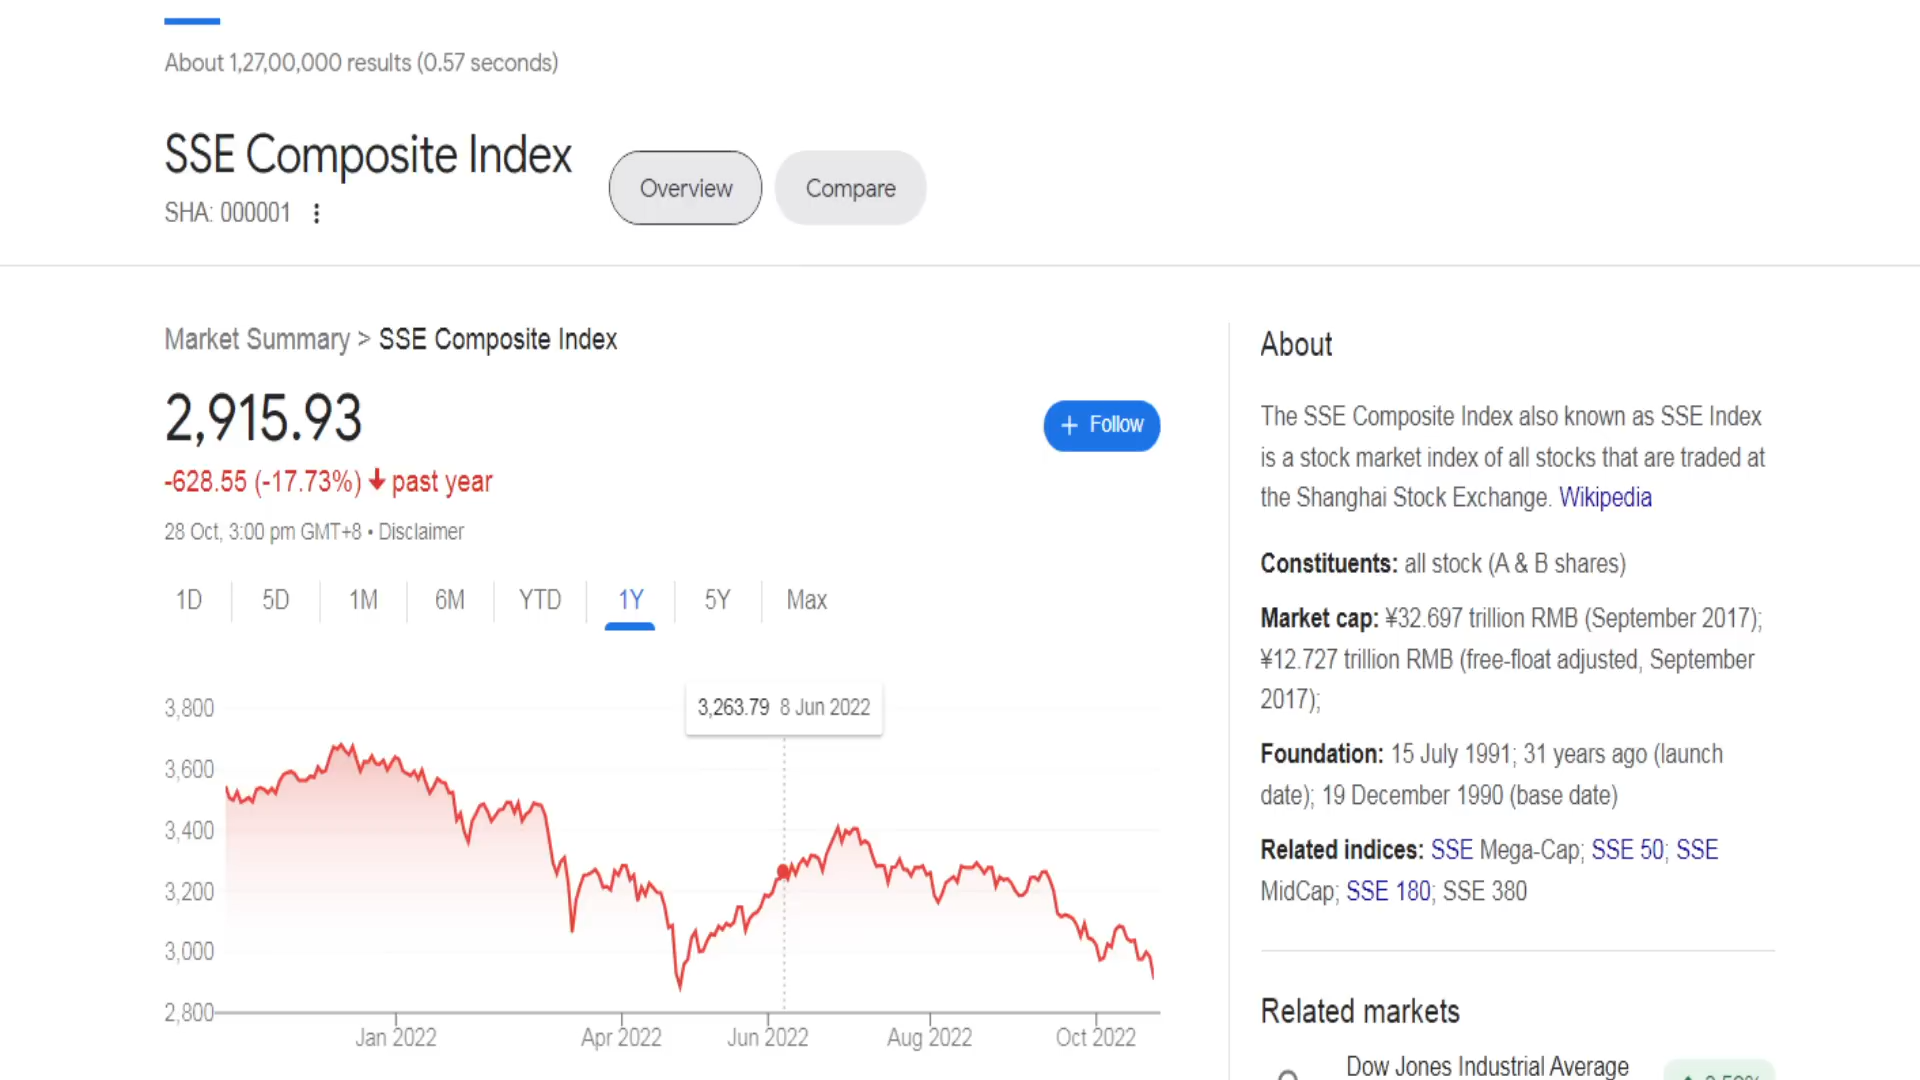 About 1,27,00,000 results (0.57 seconds)
SSE Composite Index
Overview
Compare
SHA: 000001
Market Summary > SSE Composite Index
2,915.93
+ Follow
-628.55 (-17.73%) past year
28 Oct, 3:00 pm GMT+8 • Disclaimer
1D 5D 1M 6M YTD 1Y 5Y Max
3,263.79 8 Jun 2022
3,800
3,600
3,400
3,200
3,000
2,800
Jan 2022 Apr 2022 Jun 2022 Aug 2022 Oct 2022
About
The SSE Composite Index also known as SSE Index
is a stock market index of all stocks that are traded at
the Shanghai Stock Exchange. Wikipedia
Constituents: all stock (A & B shares)
Market cap: ¥32.697 trillion RMB (September 2017);
¥12.727 trillion RMB (free-float adjusted, September
2017);
Foundation: 15 July 1991; 31 years ago (launch
date); 19 December 1990 (base date)
Related indices: SSE Mega-Cap; SSE 50; SSE
MidCap; SSE 180; SSE 380
Related markets
Dow Jones Industrial Average